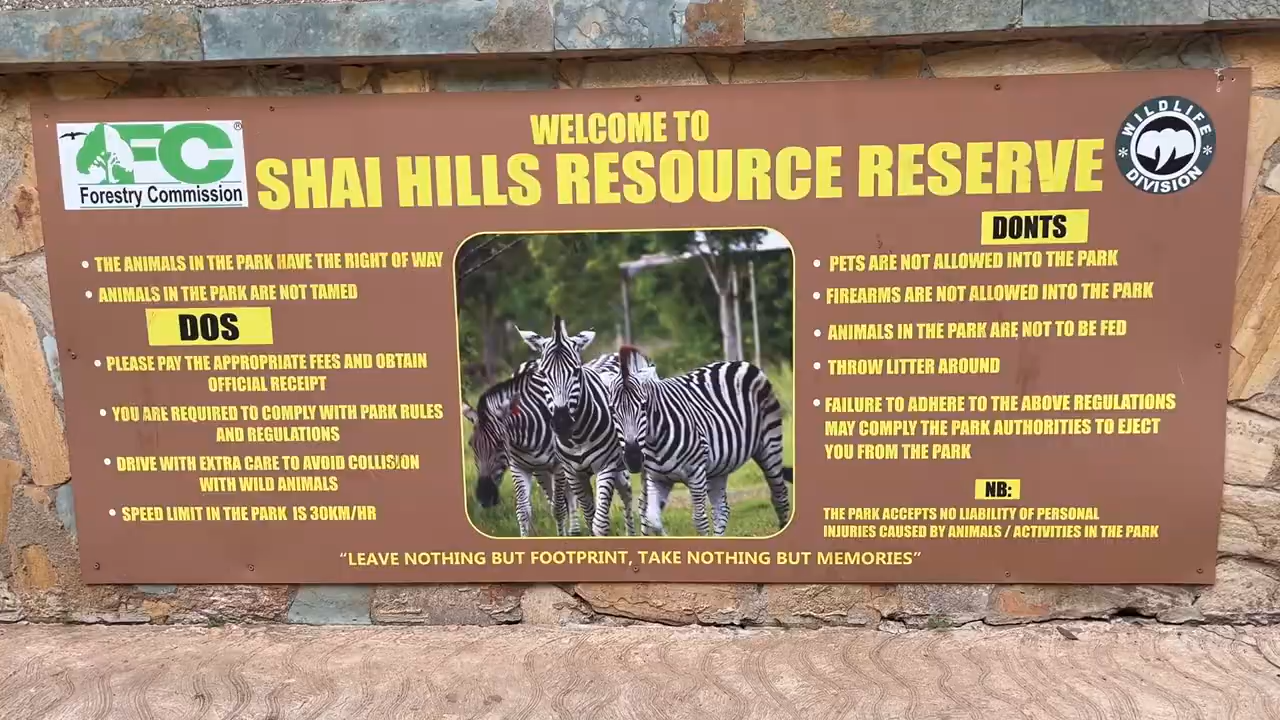 FC®
Forestry Commission
WELCOME TO
SHAI HILLS RESOURCE RESERVE
WILDLIFE
DIVISION
• THE ANIMALS IN THE PARK HAVE THE RIGHT OF WAY
• ANIMALS IN THE PARK ARE NOT TAMED
DOS
• PLEASE PAY THE APPROPRIATE FEES AND OBTAIN
OFFICIAL RECEIPT
• YOU ARE REQUIRED TO COMPLY WITH PARK RULES
AND REGULATIONS
• DRIVE WITH EXTRA CARE TO AVOID COLLISION
WITH WILD ANIMALS
• SPEED LIMIT IN THE PARK IS 30KM/HR
DONTS
• PETS ARE NOT ALLOWED INTO THE PARK
• FIREARMS ARE NOT ALLOWED INTO THE PARK
• ANIMALS IN THE PARK ARE NOT TO BE FED
• THROW LITTER AROUND
• FAILURE TO ADHERE TO THE ABOVE REGULATIONS
MAY COMPLY THE PARK AUTHORITIES TO EJECT
YOU FROM THE PARK
NB:
THE PARK ACCEPTS NO LIABILITY OF PERSONAL
INJURIES CAUSED BY ANIMALS / ACTIVITIES IN THE PARK
“LEAVE NOTHING BUT FOOTPRINT, TAKE NOTHING BUT MEMORIES”